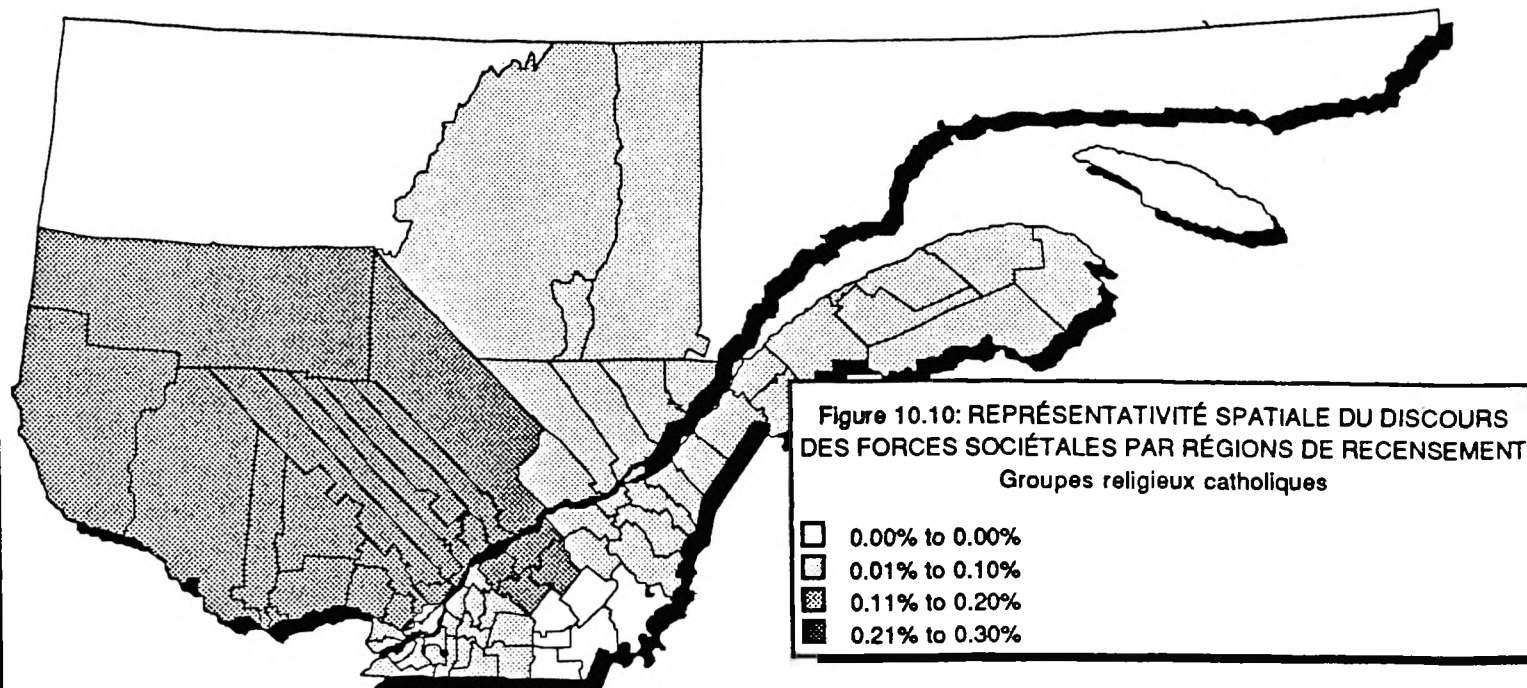 Figure 10.10: REPRÉSENTATIVITÉ SPATIALE DU DISCOURS
DES FORCES SOCIÉTALES PAR RÉGIONS DE RECENSEMENT
Groupes religieux catholiques
0.00% to 0.00%
0.01% to 0.10%
0.11% to 0.20%
0.21% to 0.30%